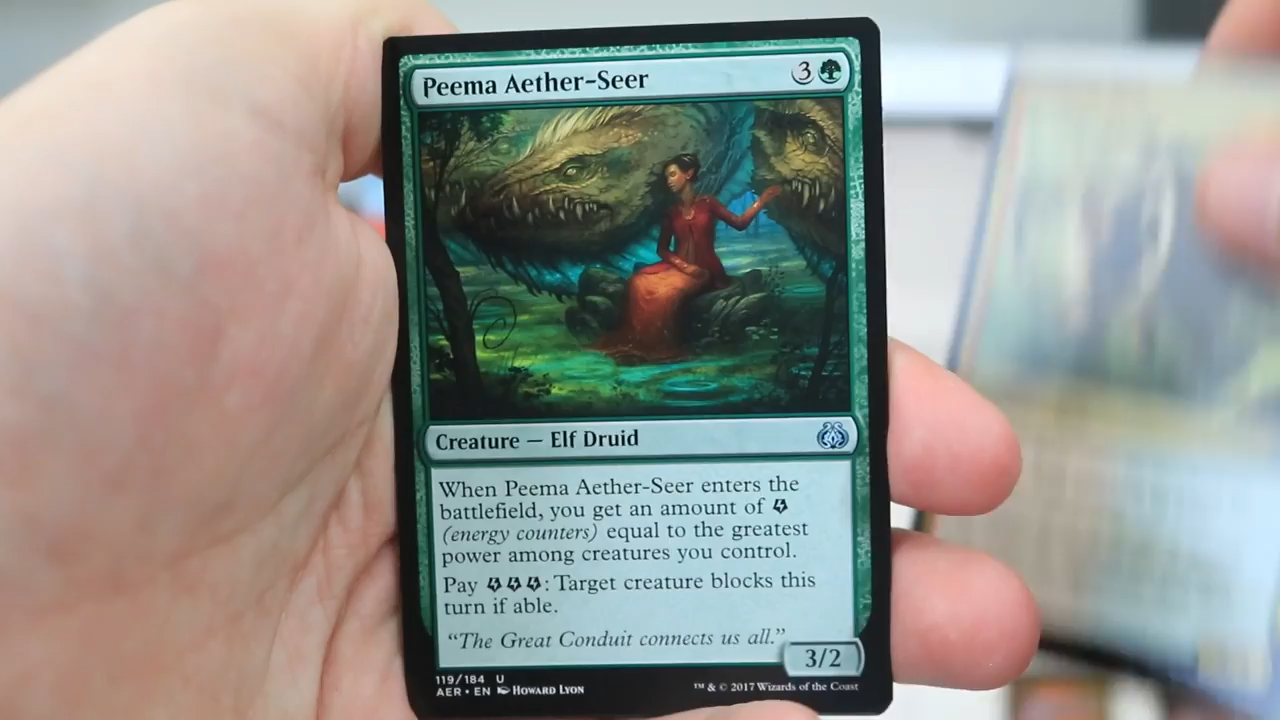 Peema Aether-Seer 3
Creature — Elf Druid
When Peema Aether-Seer enters the
battlefield, you get an amount of
(energy counters) equal to the greatest
power among creatures you control.
Pay : Target creature blocks this
turn if able.
“The Great Conduit connects us all.”
3/2
119/184 U
AER • EN Howard Lyon
™ & © 2017 Wizards of the Coast